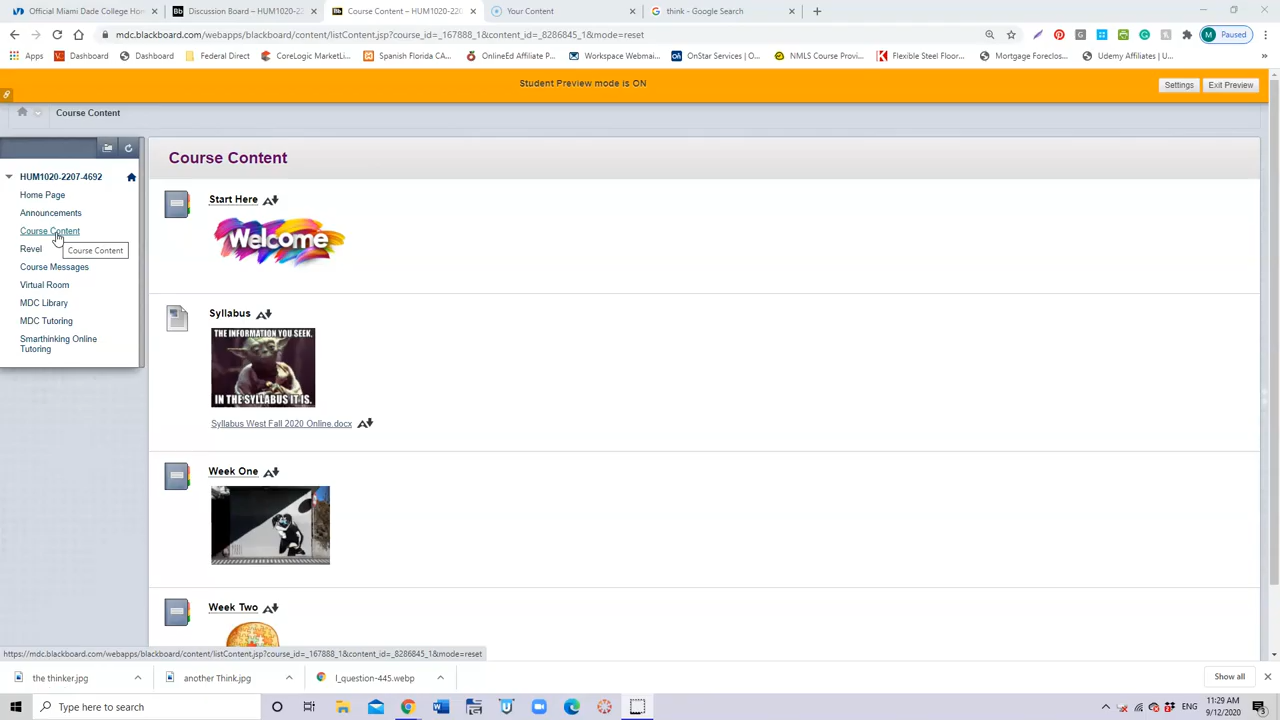 Official Miami Dade College Hom
Discussion Board – HUM1020-22
Course Content – HUM1020-220
Your Content
think - Google Search
mdc.blackboard.com/webapps/blackboard/content/listContent.jsp?course_id=_167888_1&content_id=_8286845_1&mode=reset
M Paused
Apps
Dashboard
Dashboard
Federal Direct
CoreLogic MarketLi...
Spanish Florida CA...
OnlineEd Affiliate P...
Workspace Webmai...
OnStar Services | O...
NMLS Course Provi...
Flexible Steel Floor...
Mortgage Foreclos...
Udemy Affiliates | U...
Student Preview mode is ON
Settings
Exit Preview
Course Content
HUM1020-2207-4692
Home Page
Announcements
Course Content
Revel
Course Content
Course Messages
Virtual Room
MDC Library
MDC Tutoring
Smarthinking Online
Tutoring
Course Content
Start Here
Welcome
Syllabus
THE INFORMATION YOU SEEK,
IN THE SYLLABUS IT IS.
Syllabus West Fall 2020 Online.docx
Week One
Week Two
https://mdc.blackboard.com/webapps/blackboard/content/listContent.jsp?course_id=_167888_1&content_id=_8286845_1&mode=reset
the thinker.jpg
another Think.jpg
I_question-445.webp
Show all
Type here to search
ENG
11:29 AM
9/12/2020